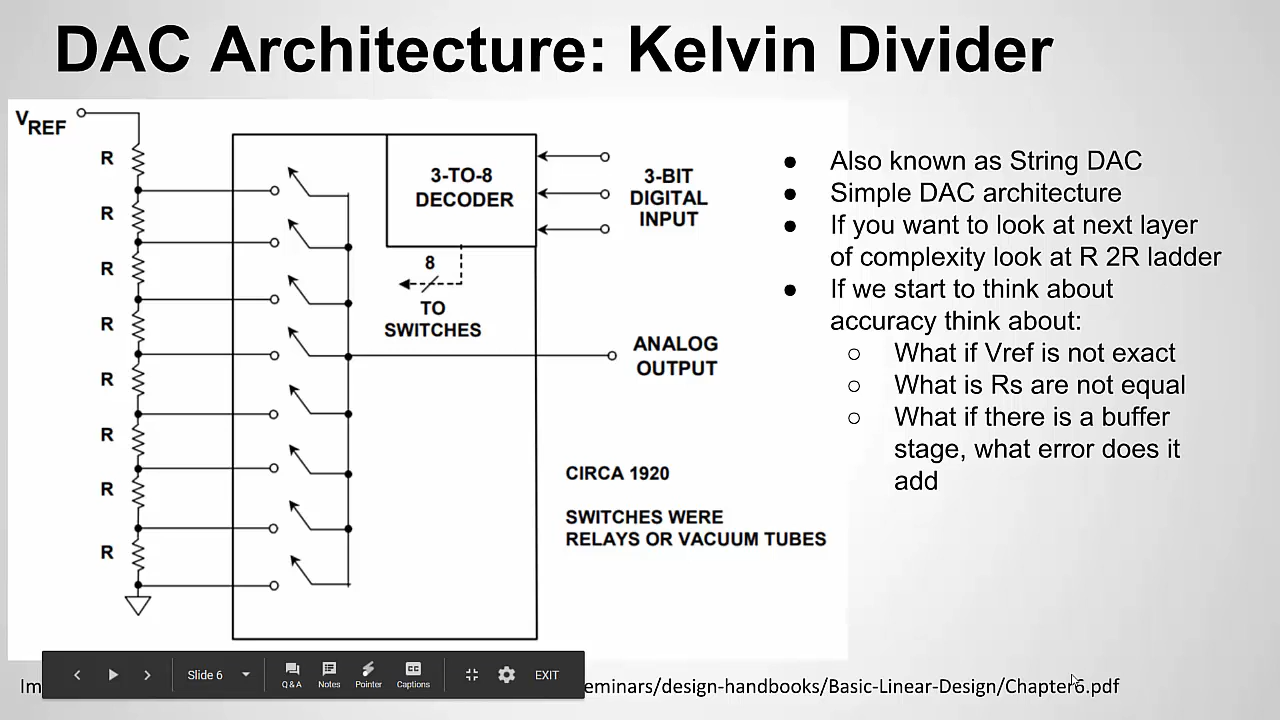 DAC Architecture: Kelvin Divider
VREF
R
R
R
R
R
R
R
R
3-TO-8
DECODER
8
TO
SWITCHES
3-BIT
DIGITAL
INPUT
ANALOG
OUTPUT
CIRCA 1920
SWITCHES WERE
RELAYS OR VACUUM TUBES
● Also known as String DAC
● Simple DAC architecture
● If you want to look at next layer
of complexity look at R 2R ladder
● If we start to think about
accuracy think about:
○ What if Vref is not exact
○ What is Rs are not equal
○ What if there is a buffer
stage, what error does it
add
Slide 6
Q & A
Notes
Pointer
CC
Captions
EXIT
eminars/design-handbooks/Basic-Linear-Design/Chapter6.pdf